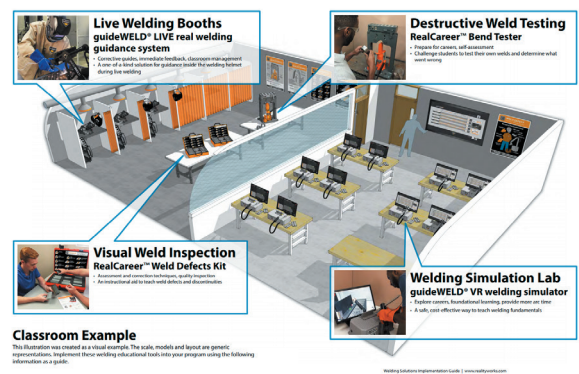 Live Welding Booths
guideWELD® LIVE real welding
guidance system
• Corrective guides, immediate feedback, classroom management
• A one of a kind solution for guidance inside the welding helmet
during live welding
Destructive Weld Testing
RealCareer™ Bend Tester
• Prepare for careers, self-assessment
• Challenge students to test their own welds and determine what
went wrong
Visual Weld Inspection
RealCareer™ Weld Defects Kit
• Assessment and correction techniques, quality inspection
• An instructional aid to teach weld defects and discontinuities
Welding Simulation Lab
guideWELD® VR welding simulator
• Explore careers, foundational learning, provide more arc time
• A safe, cost effective way to teach welding fundamentals
Classroom Example
This illustration was created as a visual example. The scale, models and layout are generic
representations. Implement these welding educational tools into your program using the following
information as a guide.
Welding Solutions Implementation Guide | www.realityworks.com